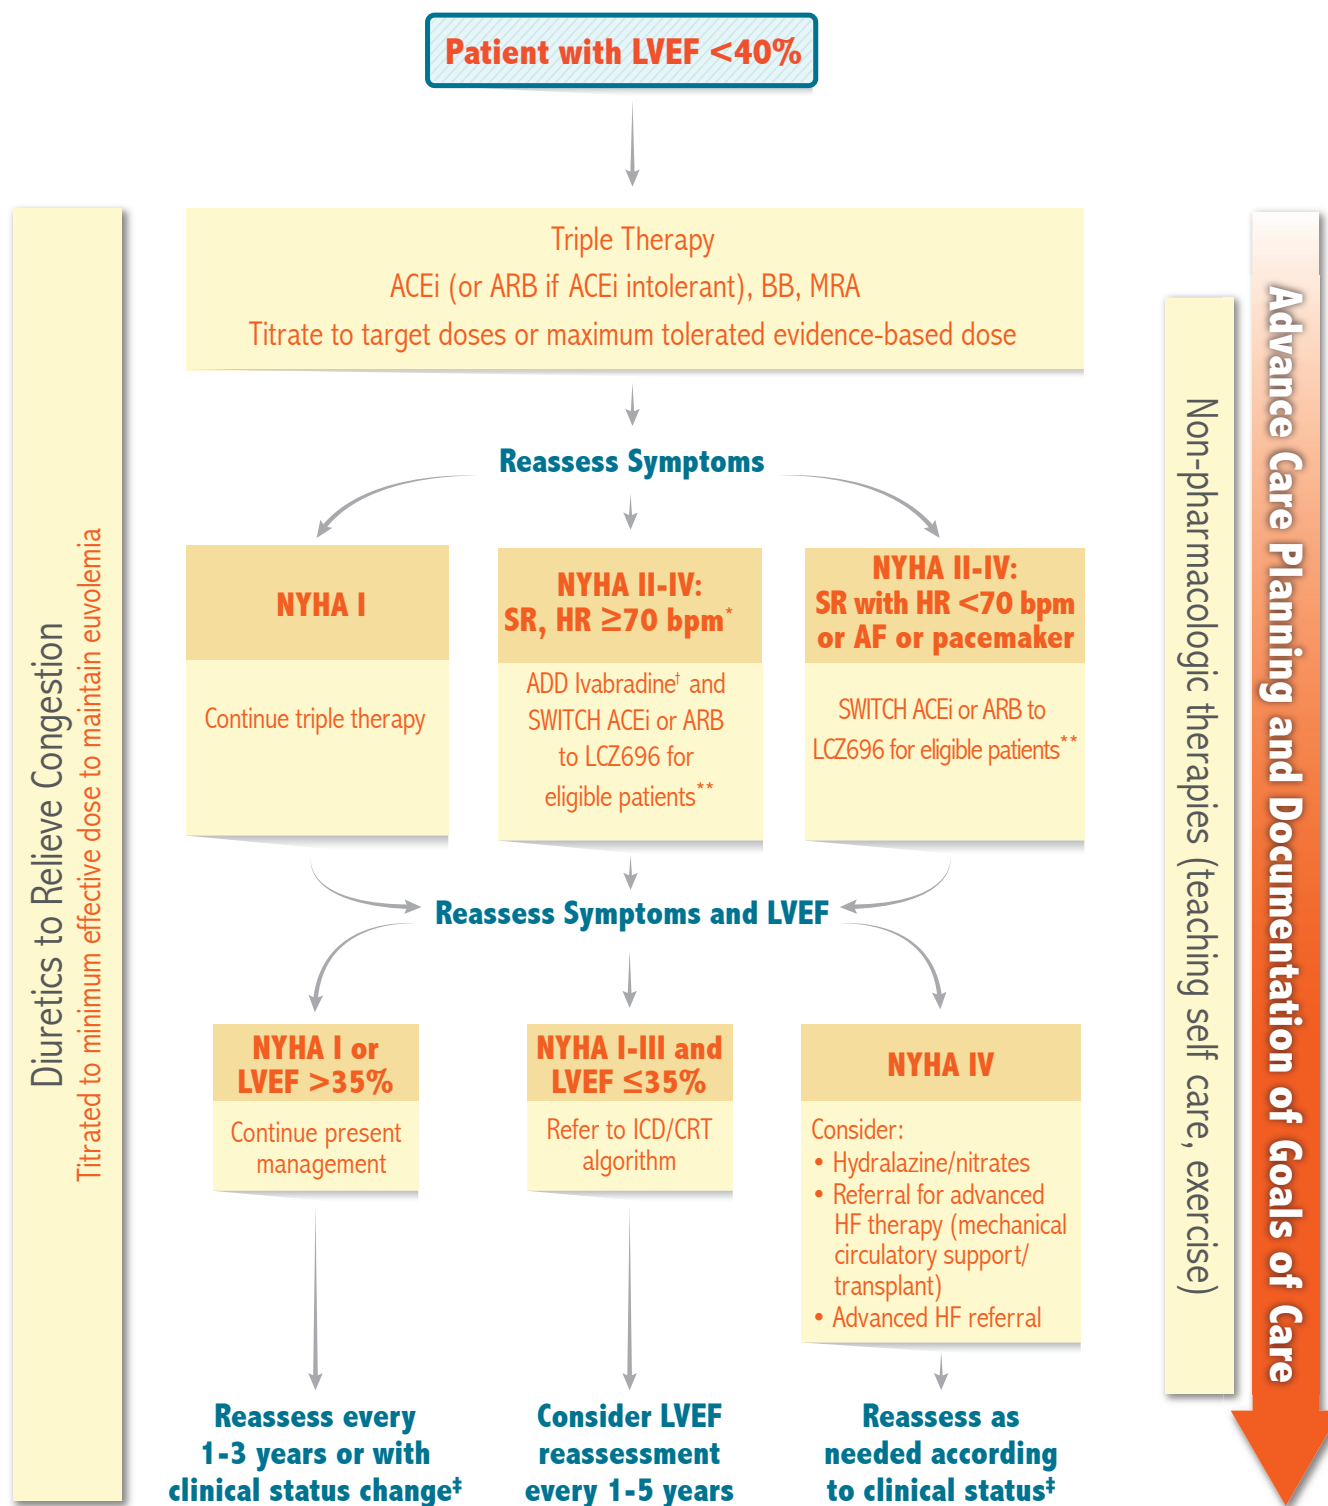 Patient with LVEF <40%
Triple Therapy
ACEi (or ARB if ACEi intolerant), BB, MRA
Titrate to target doses or maximum tolerated evidence-based dose
Reassess Symptoms
NYHA I
Continue triple therapy
NYHA II-IV:
SR, HR ≥70 bpm*
ADD Ivabradine† and
SWITCH ACEi or ARB
to LCZ696 for
eligible patients**
NYHA II-IV:
SR with HR <70 bpm
or AF or pacemaker
SWITCH ACEi or ARB to
LCZ696 for eligible patients**
Reassess Symptoms and LVEF
NYHA I or
LVEF >35%
Continue present
management
NYHA I-III and
LVEF ≤35%
Refer to ICD/CRT
algorithm
NYHA IV
Consider:
• Hydralazine/nitrates
• Referral for advanced
HF therapy (mechanical
circulatory support/
transplant)
• Advanced HF referral
Reassess every
1-3 years or with
clinical status change‡
Consider LVEF
reassessment
every 1-5 years
Reassess as
needed according
to clinical status‡
Diuretics to Relieve Congestion
Titrated to minimum effective dose to maintain euvolemia
Non-pharmacologic therapies (teaching self care, exercise)
Advance Care Planning and Documentation of Goals of Care